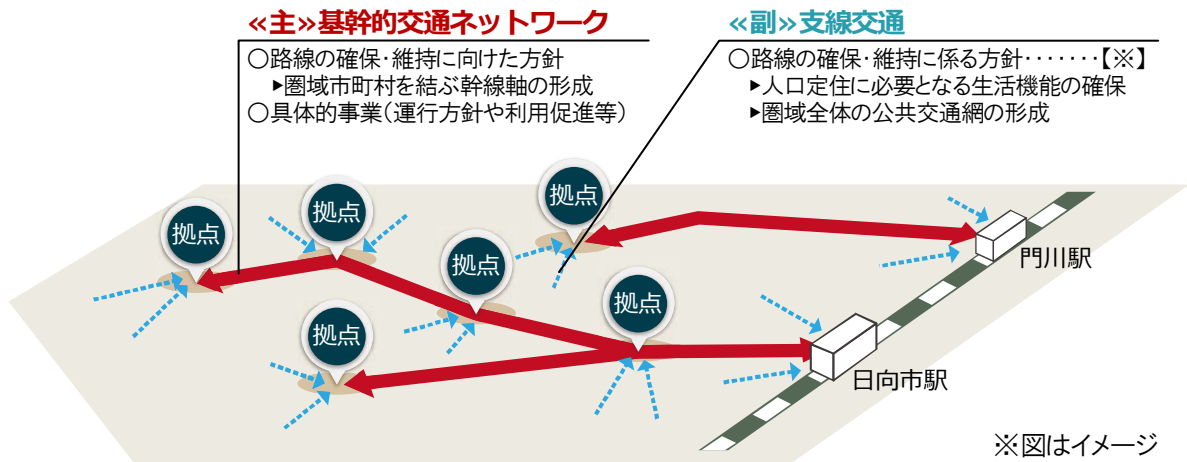 ≪主≫基幹的交通ネットワーク
○路線の確保・維持に向けた方針
▶圏域市町村を結ぶ幹線軸の形成
○具体的事業(運行方針や利用促進等)
≪副≫支線交通
○路線の確保・維持に係る方針・・・・・・・【※】
▶人口定住に必要となる生活機能の確保
▶圏域全体の公共交通網の形成
拠点
拠点
拠点
拠点
拠点
拠点
門川駅
日向市駅
※図はイメージ